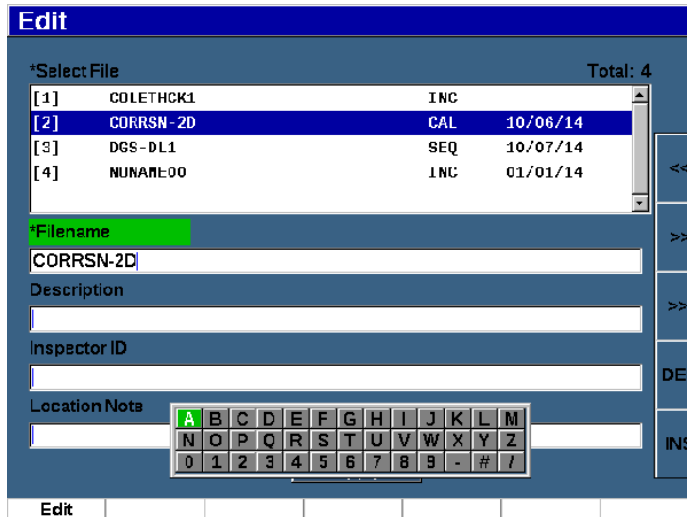 Edit
*Select File Total: 4
[1] COLETHCK1 INC
[2] CORRSN-2D CAL 10/06/14
[3] DGS-DL1 SEQ 10/07/14
[4] NUNAME00 INC 01/01/14
<<
*Filename
>>
CORRSN-2D
Description
>>
Inspector ID
DE
Location Note
A B C D E F G H I J K L M
N O P Q R S T U V W X Y Z
INS
0 1 2 3 4 5 6 7 8 9 - # /
Edit